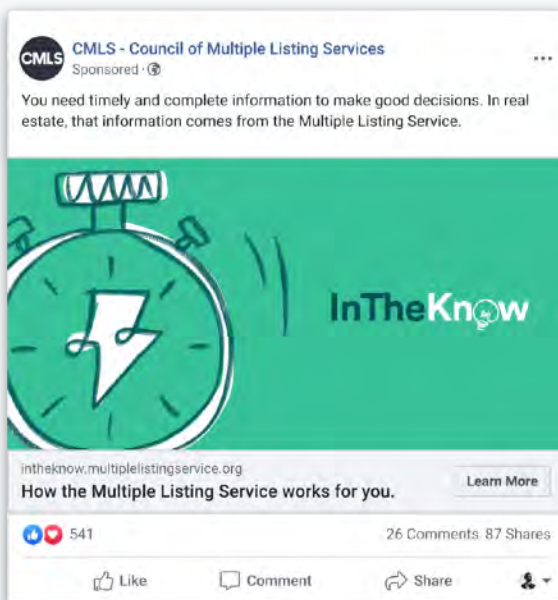 CMLS
CMLS - Council of Multiple Listing Services
Sponsored ·
You need timely and complete information to make good decisions. In real
estate, that information comes from the Multiple Listing Service.
InTheKnow
intheknow.multiplelistingservice.org
How the Multiple Listing Service works for you.
Learn More
541
26 Comments 87 Shares
Like
Comment
Share